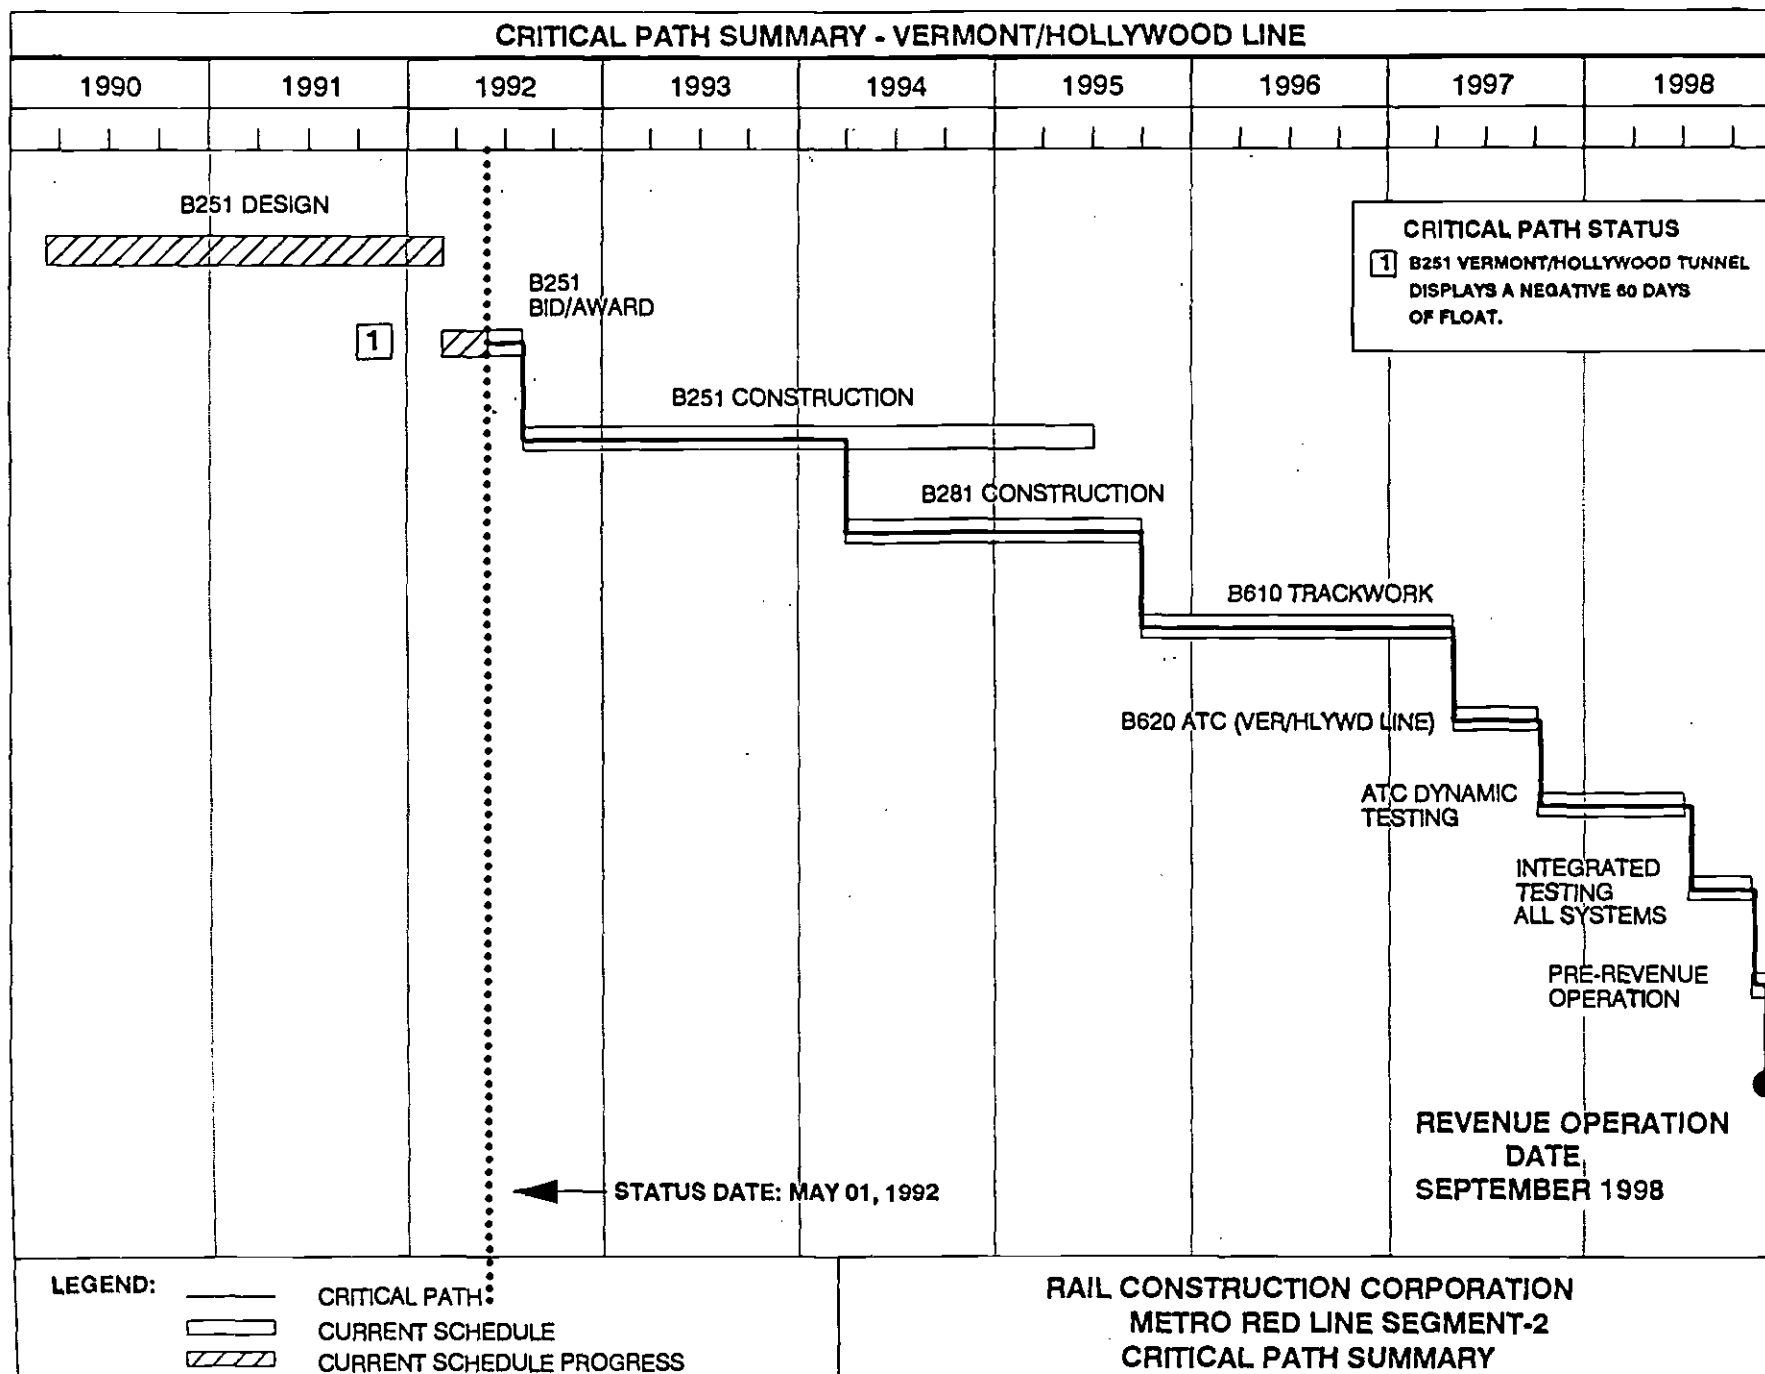 CRITICAL PATH SUMMARY - VERMONT/HOLLYWOOD LINE
1990 1991 1992 1993 1994 1995 1996 1997 1998
B251 DESIGN
CRITICAL PATH STATUS
1 B251 VERMONT/HOLLYWOOD TUNNEL
DISPLAYS A NEGATIVE 60 DAYS
OF FLOAT.
B251
BID/AWARD
1
B251 CONSTRUCTION
B281 CONSTRUCTION
B610 TRACKWORK
B620 ATC (VER/HLYWD LINE)
ATC DYNAMIC
TESTING
INTEGRATED
TESTING
ALL SYSTEMS
PRE-REVENUE
OPERATION
REVENUE OPERATION
DATE
SEPTEMBER 1998
STATUS DATE: MAY 01, 1992
LEGEND:
CRITICAL PATH
CURRENT SCHEDULE
CURRENT SCHEDULE PROGRESS
RAIL CONSTRUCTION CORPORATION
METRO RED LINE SEGMENT-2
CRITICAL PATH SUMMARY